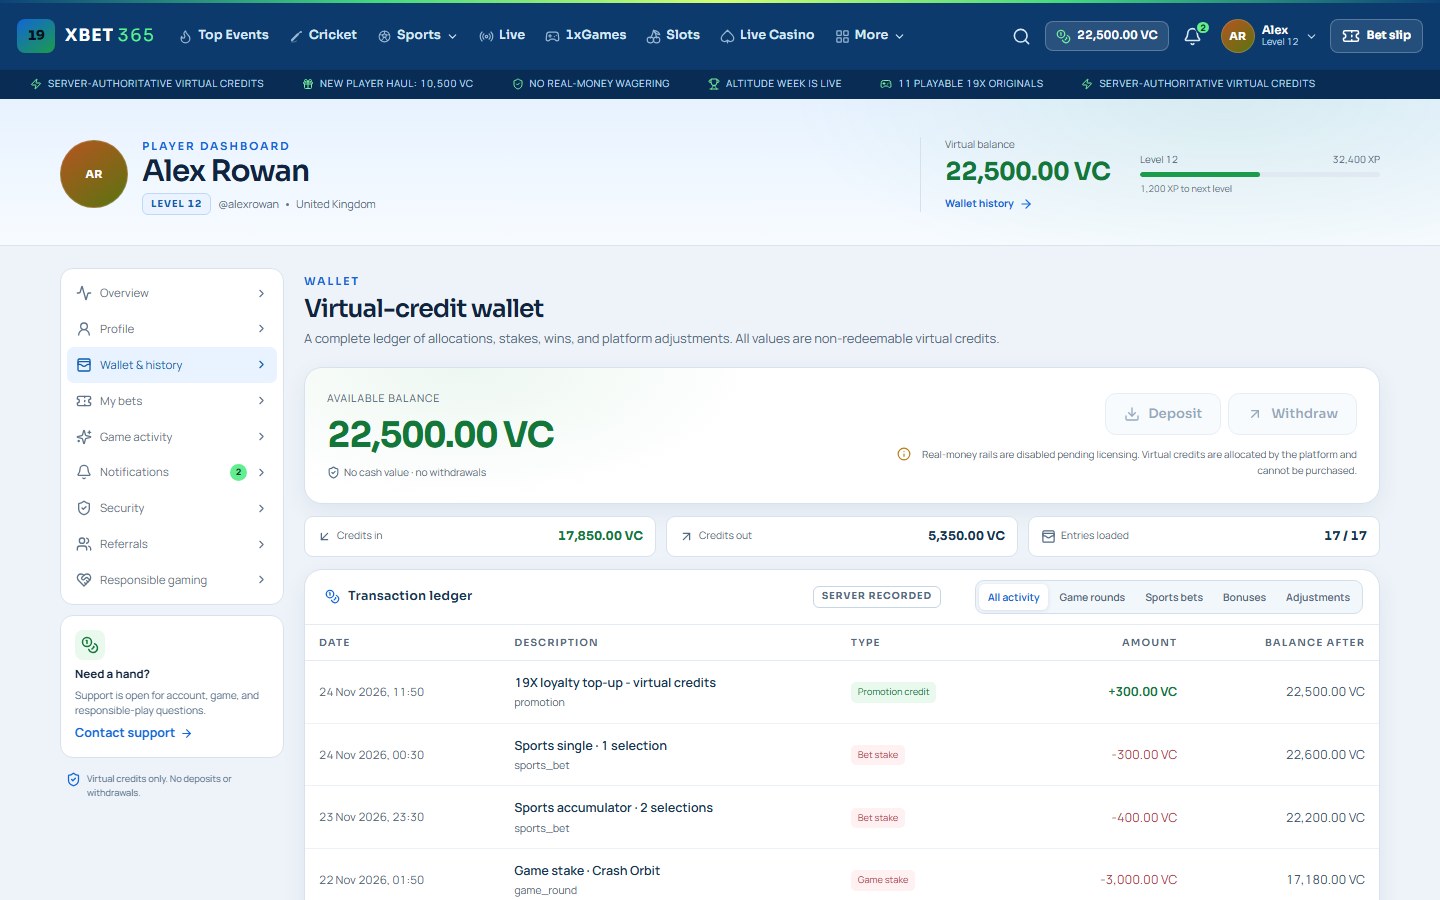 19 XBET 365 Top Events Cricket Sports Live 1xGames Slots Live Casino More 22,500.00 VC 2 AR Alex Level 12 Bet slip
SERVER-AUTHORITATIVE VIRTUAL CREDITS NEW PLAYER HAUL: 10,500 VC NO REAL-MONEY WAGERING ALTITUDE WEEK IS LIVE 11 PLAYABLE 19X ORIGINALS SERVER-AUTHORITATIVE VIRTUAL CREDITS
AR
PLAYER DASHBOARD
Alex Rowan
LEVEL 12 @alexrowan • United Kingdom
Virtual balance
22,500.00 VC
Wallet history
Level 12 32,400 XP
1,200 XP to next level
Overview
Profile
Wallet & history
My bets
Game activity
Notifications 2
Security
Referrals
Responsible gaming
Need a hand?
Support is open for account, game, and
responsible-play questions.
Contact support
Virtual credits only. No deposits or
withdrawals.
WALLET
Virtual-credit wallet
A complete ledger of allocations, stakes, wins, and platform adjustments. All values are non-redeemable virtual credits.
AVAILABLE BALANCE
22,500.00 VC
No cash value · no withdrawals
Deposit Withdraw
Real-money rails are disabled pending licensing. Virtual credits are allocated by the platform and
cannot be purchased.
Credits in 17,850.00 VC
Credits out 5,350.00 VC
Entries loaded 17 / 17
Transaction ledger SERVER RECORDED All activity Game rounds Sports bets Bonuses Adjustments
DATE DESCRIPTION TYPE AMOUNT BALANCE AFTER
24 Nov 2026, 11:50 19X loyalty top-up - virtual credits Promotion credit +300.00 VC 22,500.00 VC
promotion
24 Nov 2026, 00:30 Sports single · 1 selection Bet stake -300.00 VC 22,600.00 VC
sports_bet
23 Nov 2026, 23:30 Sports accumulator · 2 selections Bet stake -400.00 VC 22,200.00 VC
sports_bet
22 Nov 2026, 01:50 Game stake · Crash Orbit Game stake -3,000.00 VC 17,180.00 VC
game_round